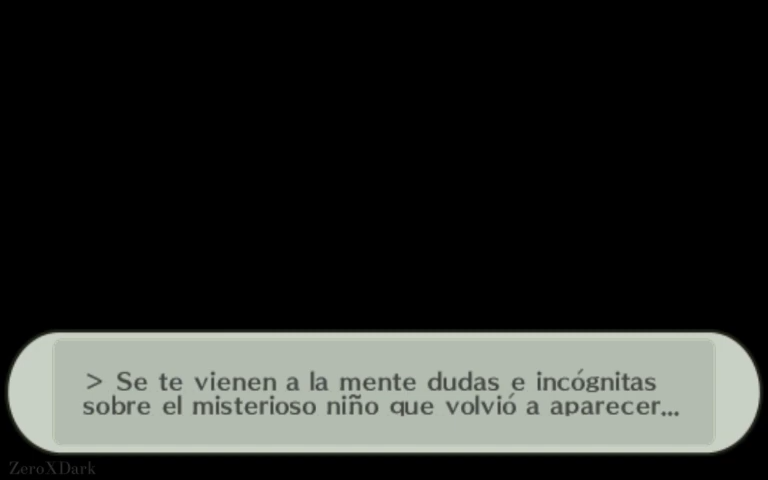 > Se te vienen a la mente dudas e incógnitas
sobre el misterioso niño que volvió a aparecer...
ZeroXDark